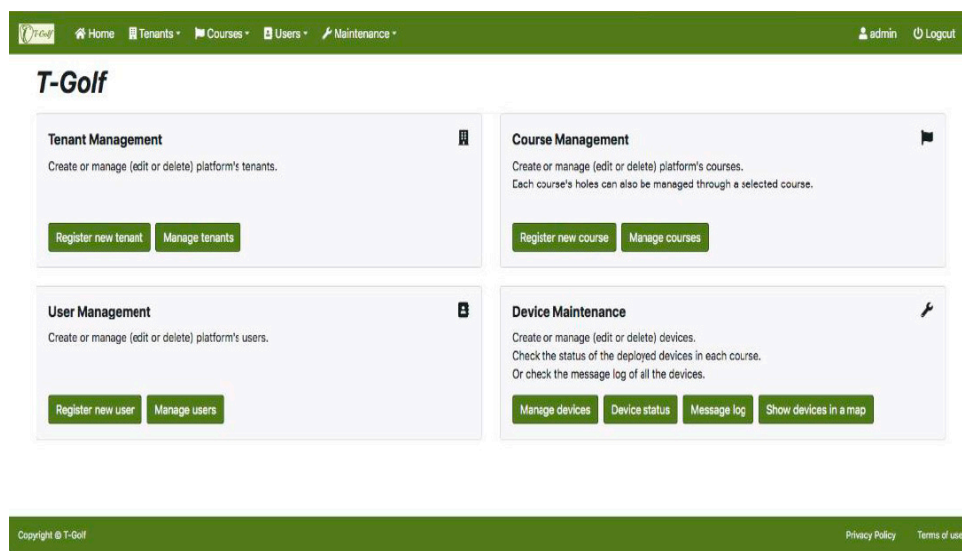 T-Golf
Home Tenants Courses Users Maintenance admin Logout
T-Golf
Tenant Management
Create or manage (edit or delete) platform's tenants.
Register new tenant Manage tenants
Course Management
Create or manage (edit or delete) platform's courses.
Each course's holes can also be managed through a selected course.
Register new course Manage courses
User Management
Create or manage (edit or delete) platform's users.
Register new user Manage users
Device Maintenance
Create or manage (edit or delete) devices.
Check the status of the deployed devices in each course.
Or check the message log of all the devices.
Manage devices Device status Message log Show devices in a map
Copyright © T-Golf Privacy Policy Terms of use